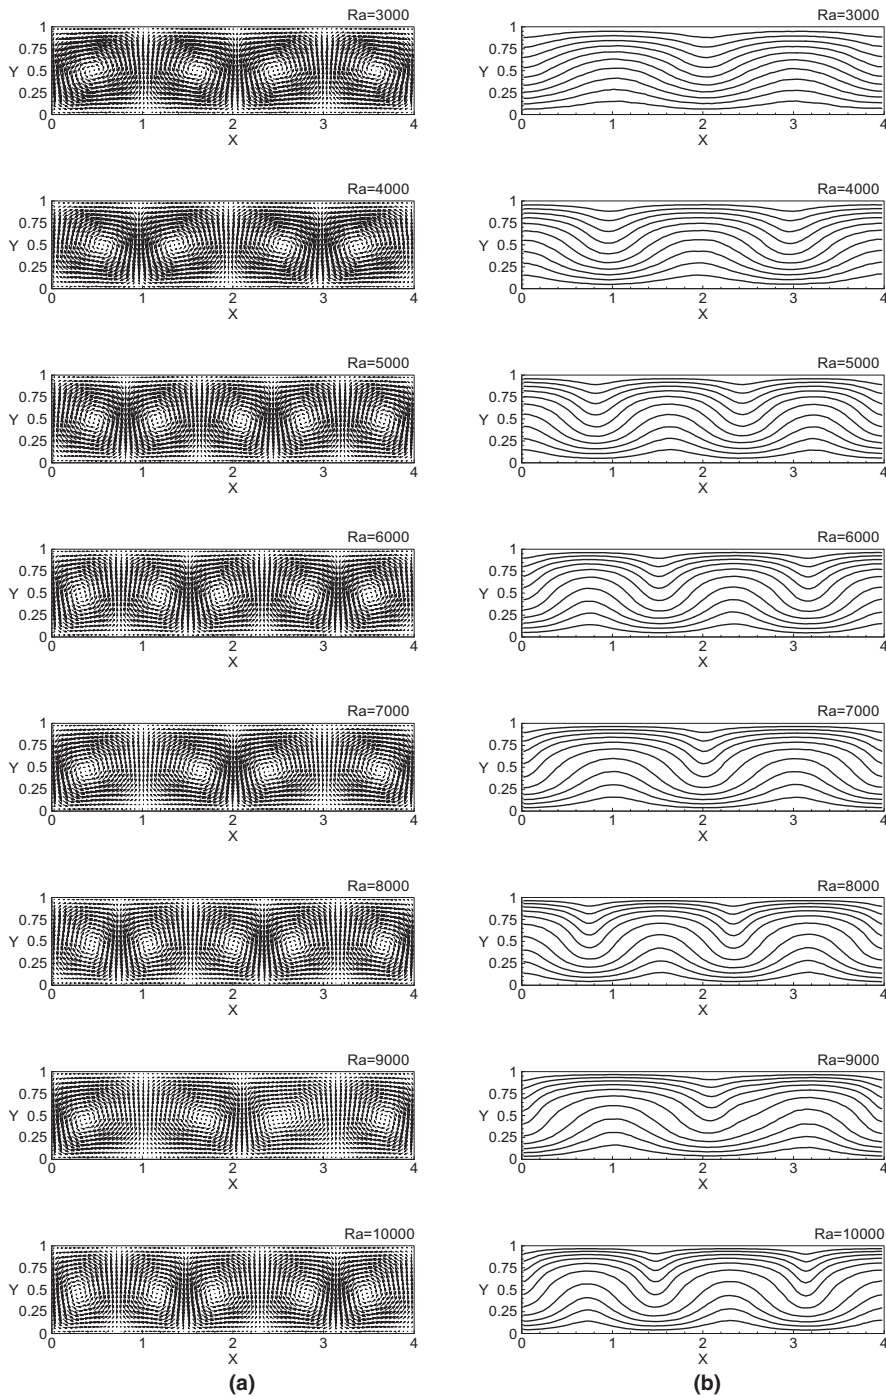 Ra=3000 Ra=3000
1 1
0.75 0.75
Y 0.5 Y 0.5
0.25 0.25
0 0
0 1 2 3 4 0 1 2 3 4
X X
Ra=4000 Ra=4000
1 1
0.75 0.75
Y 0.5 Y 0.5
0.25 0.25
0 0
0 1 2 3 4 0 1 2 3 4
X X
Ra=5000 Ra=5000
1 1
0.75 0.75
Y 0.5 Y 0.5
0.25 0.25
0 0
0 1 2 3 4 0 1 2 3 4
X X
Ra=6000 Ra=6000
1 1
0.75 0.75
Y 0.5 Y 0.5
0.25 0.25
0 0
0 1 2 3 4 0 1 2 3 4
X X
Ra=7000 Ra=7000
1 1
0.75 0.75
Y 0.5 Y 0.5
0.25 0.25
0 0
0 1 2 3 4 0 1 2 3 4
X X
Ra=8000 Ra=8000
1 1
0.75 0.75
Y 0.5 Y 0.5
0.25 0.25
0 0
0 1 2 3 4 0 1 2 3 4
X X
Ra=9000 Ra=9000
1 1
0.75 0.75
Y 0.5 Y 0.5
0.25 0.25
0 0
0 1 2 3 4 0 1 2 3 4
X X
Ra=10000 Ra=10000
1 1
0.75 0.75
Y 0.5 Y 0.5
0.25 0.25
0 0
0 1 2 3 4 0 1 2 3 4
X X
(a) (b)